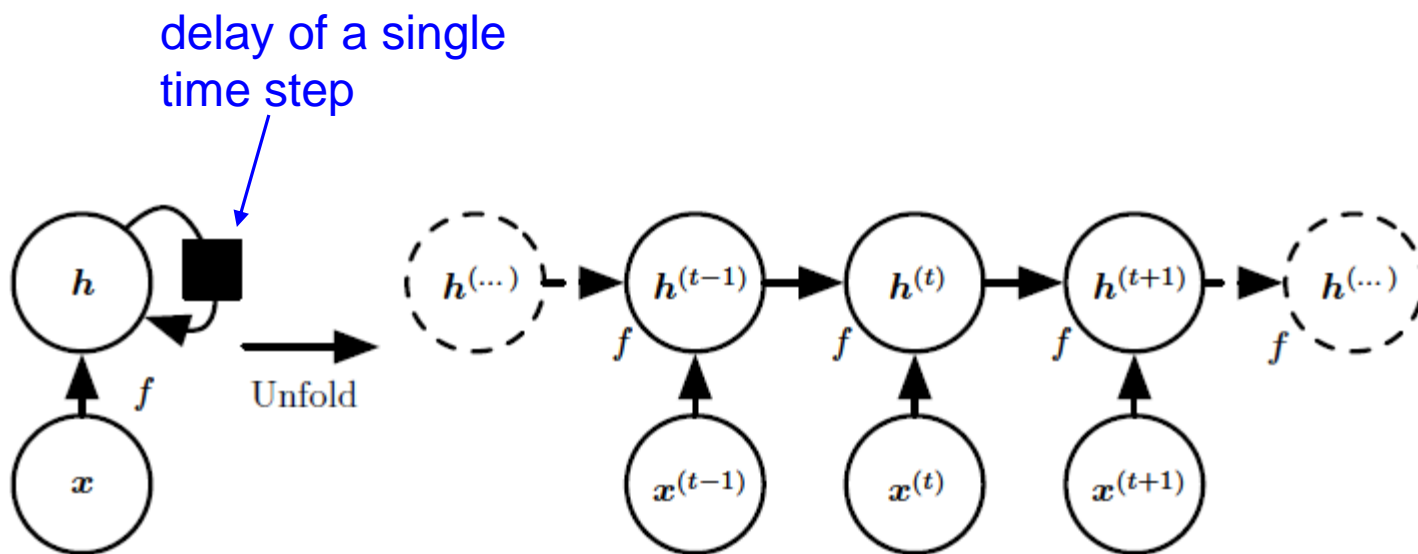 delay of a single
time step
h
f
x
Unfold
h^(...)
h^(t−1)
h^(t)
h^(t+1)
h^(...)
f
f
f
f
x^(t−1)
x^(t)
x^(t+1)